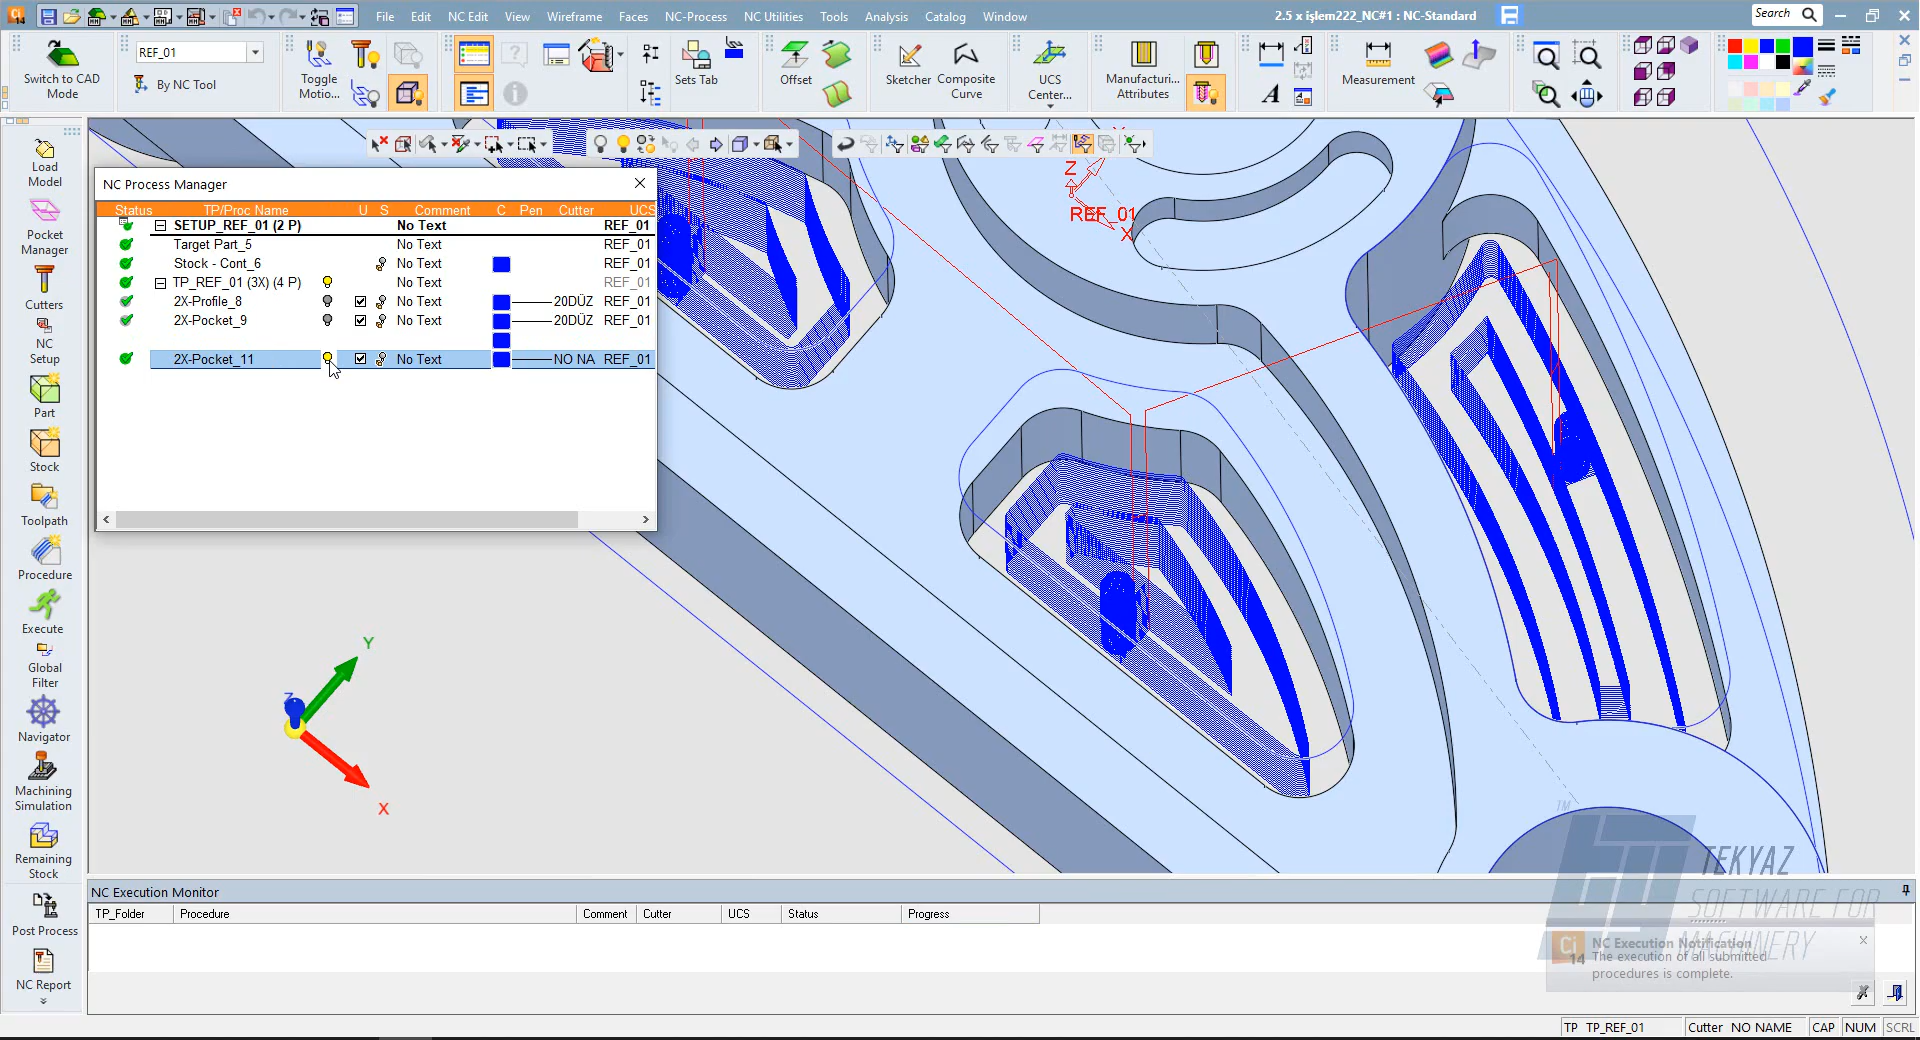 File Edit NC Edit View Wireframe Faces NC-Process NC Utilities Tools Analysis Catalog Window
2.5 x işlem222_NC#1 : NC-Standard
Search
Switch to CAD Mode
REF_01
By NC Tool
Toggle Motio...
Sets Tab
Offset
Sketcher
Composite Curve
UCS Center...
Manufacturi... Attributes
Measurement
Load Model
Pocket Manager
Cutters
NC Setup
Part
Stock
Toolpath
Procedure
Execute
Global Filter
Navigator
Machining Simulation
Remaining Stock
Post Process
NC Report
NC Process Manager
Status TP/Proc Name U S Comment C Pen Cutter UCS
SETUP_REF_01 (2 P) No Text REF_01
Target Part_5 No Text REF_01
Stock - Cont_6 No Text REF_01
TP_REF_01 (3X) (4 P) No Text REF_01
2X-Profile_8 No Text 20DÜZ REF_01
2X-Pocket_9 No Text 20DÜZ REF_01
2X-Pocket_11 No Text NO NA REF_01
Z
REF_01
X
Y
Z
X
NC Execution Monitor
TP_Folder Procedure Comment Cutter UCS Status Progress
TM
TEKYAZ
SOFTWARE FOR
MACHINERY
Ci
14
NC Execution Notification
The execution of all submitted
procedures is complete.
TP TP_REF_01 Cutter NO NAME CAP NUM SCRL